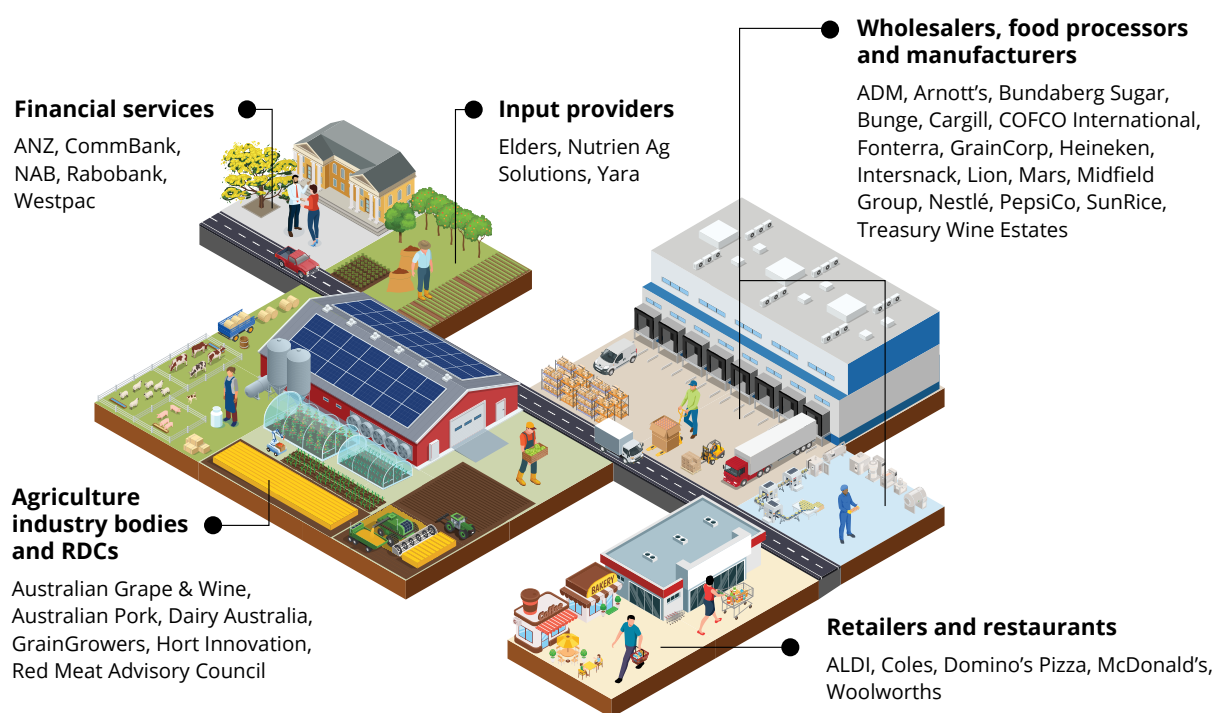 Financial services
ANZ, CommBank,
NAB, Rabobank,
Westpac
Input providers
Elders, Nutrien Ag
Solutions, Yara
Wholesalers, food processors
and manufacturers
ADM, Arnott’s, Bundaberg Sugar,
Bunge, Cargill, COFCO International,
Fonterra, GrainCorp, Heineken,
Intersnack, Lion, Mars, Midfield
Group, Nestlé, PepsiCo, SunRice,
Treasury Wine Estates
Agriculture
industry bodies
and RDCs
Australian Grape & Wine,
Australian Pork, Dairy Australia,
GrainGrowers, Hort Innovation,
Red Meat Advisory Council
BAKERY
Coffee
Retailers and restaurants
ALDI, Coles, Domino’s Pizza, McDonald’s,
Woolworths